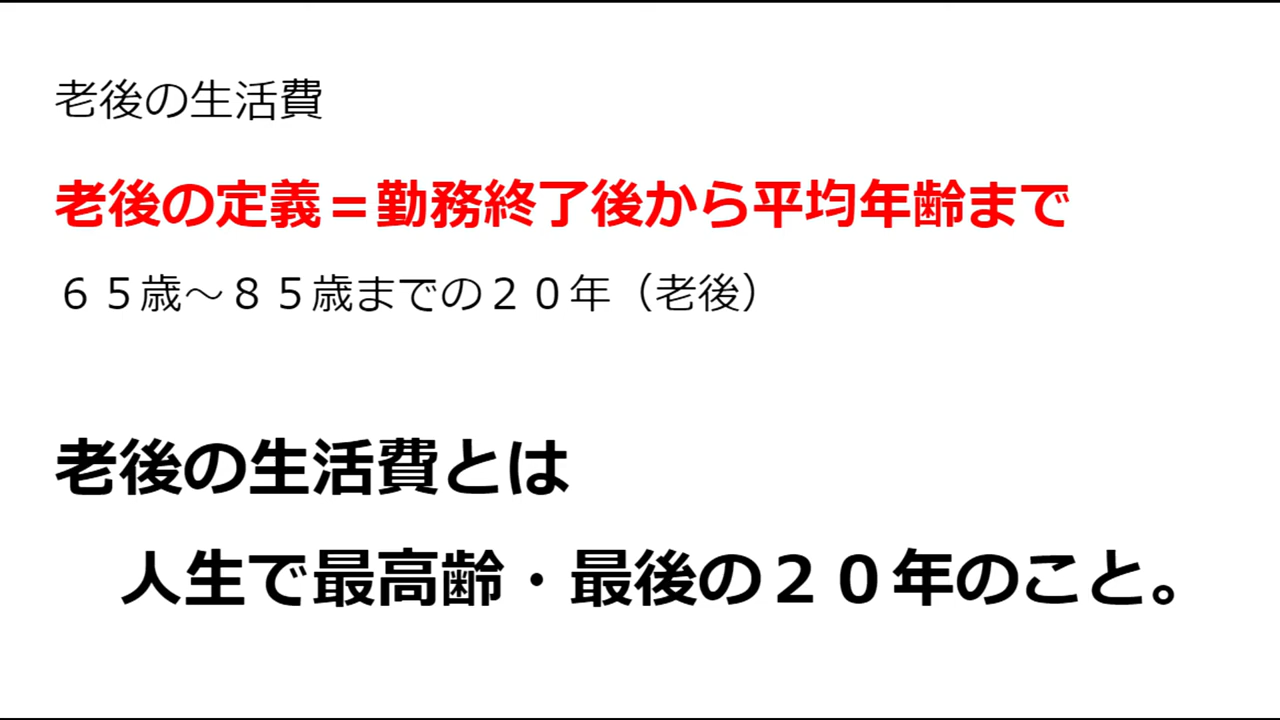 老後の生活費
老後の定義＝勤務終了後から平均年齢まで
６５歳～８５歳までの２０年（老後）
老後の生活費とは
人生で最高齢・最後の２０年のこと。